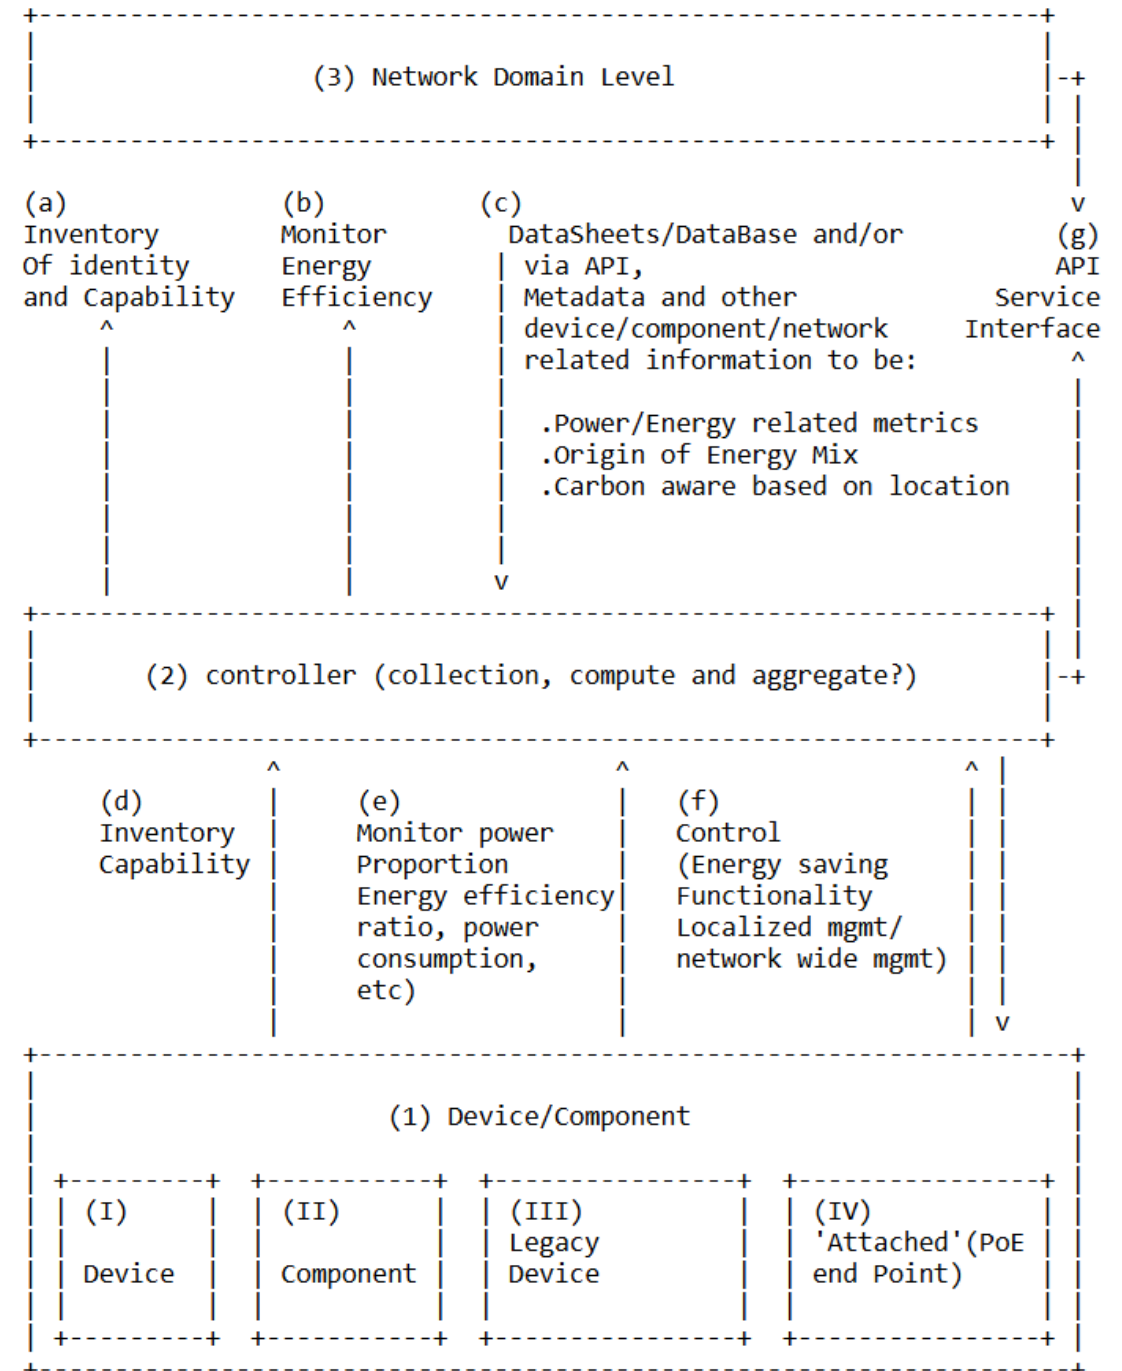 (3) Network Domain Level
(a) (b) (c)
Inventory Monitor DataSheets/DataBase and/or (g)
Of identity Energy via API, API
and Capability Efficiency Metadata and other Service
device/component/network Interface
related information to be:
.Power/Energy related metrics
.Origin of Energy Mix
.Carbon aware based on location
(2) controller (collection, compute and aggregate?)
(d) (e) (f)
Inventory Monitor power Control
Capability Proportion (Energy saving
Energy efficiency Functionality
ratio, power Localized mgmt/
consumption, network wide mgmt)
etc)
(1) Device/Component
(I) (II) (III) (IV)
Legacy 'Attached'(PoE
Device Component Device end Point)